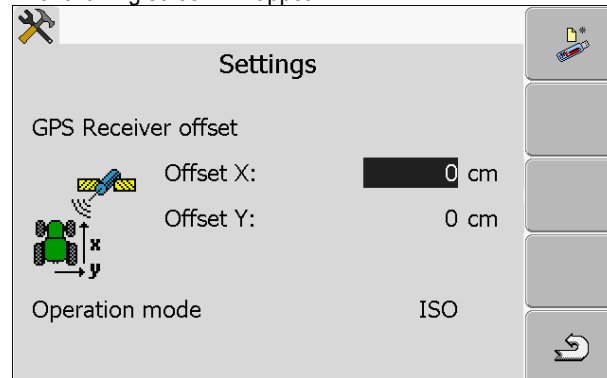 Settings
GPS Receiver offset
Offset X: 0 cm
Offset Y: 0 cm
x
y
Operation mode ISO